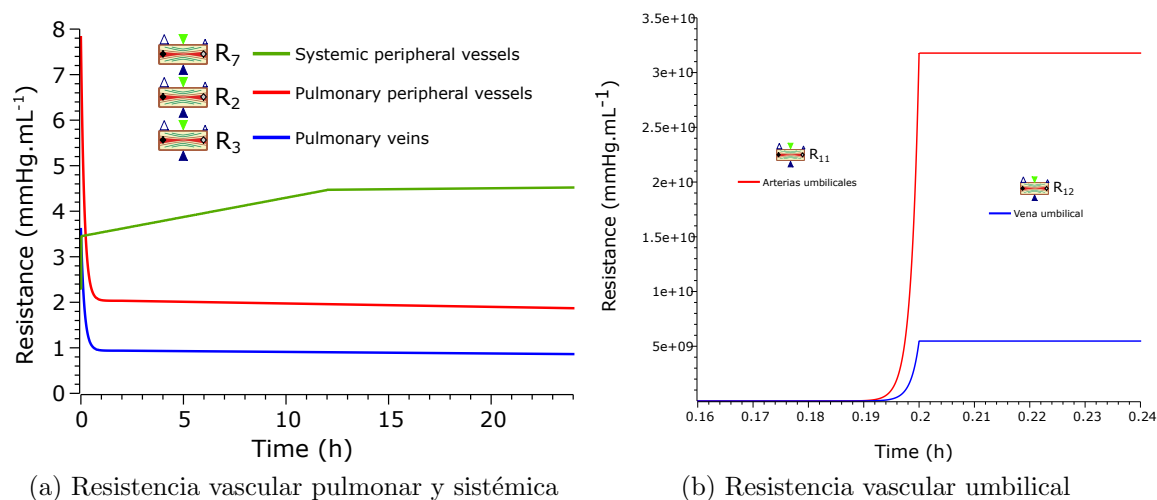 8
7
6
5
4
3
2
1
0
Resistance (mmHg.mL-1)
R7
Systemic peripheral vessels
R2
Pulmonary peripheral vessels
R3
Pulmonary veins
0
5
10
15
20
Time (h)
(a) Resistencia vascular pulmonar y sistémica
3.5e+10
3e+10
2.5e+10
2e+10
1.5e+10
1e+10
5e+09
Resistance (mmHg.mL-1)
R11
Arterias umbilicales
R12
Vena umbilical
0.16
0.17
0.18
0.19
0.2
0.21
0.22
0.23
0.24
Time (h)
(b) Resistencia vascular umbilical